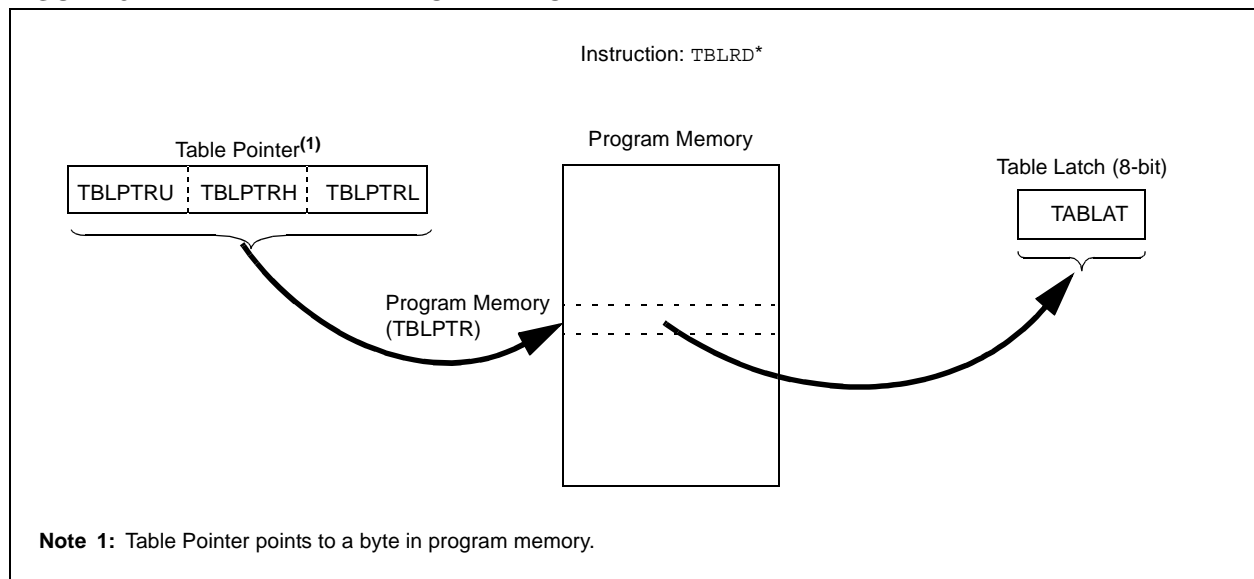 Instruction: TBLRD*
Table Pointer(1)
Program Memory
Table Latch (8-bit)
TBLPTRU TBLPTRH TBLPTRL
TABLAT
Program Memory
(TBLPTR)
Note 1: Table Pointer points to a byte in program memory.